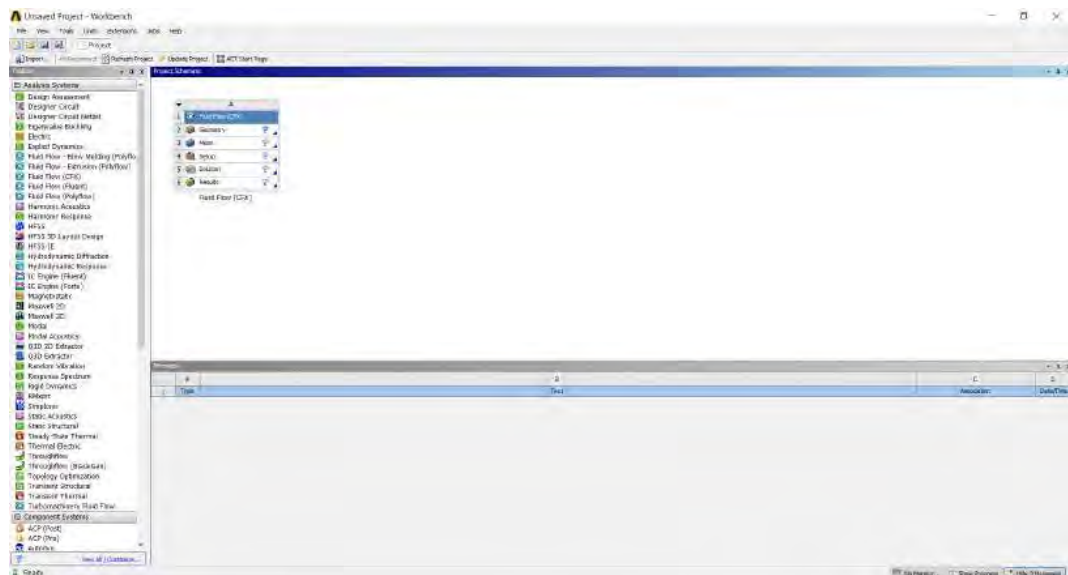 Unsaved Project - Workbench
File View Tools Units Extensions Jobs Help
Project
Import... Reconnect Refresh Project Update Project ACT Start Page
Toolbox
Project Schematic
Analysis Systems
Design Assessment
Designer Circuit
Designer Circuit Netlist
Eigenvalue Buckling
Electric
Explicit Dynamics
Fluid Flow - Blow Molding (Polyflo
Fluid Flow - Extrusion (Polyflow)
Fluid Flow (CFX)
Fluid Flow (Fluent)
Fluid Flow (Polyflow)
Harmonic Acoustics
Harmonic Response
HFSS
HFSS 3D Layout Design
HFSS-IE
Hydrodynamic Diffraction
Hydrodynamic Response
IC Engine (Fluent)
IC Engine (Forte)
Magnetostatic
Maxwell 2D
Maxwell 3D
Modal
Modal Acoustics
Q3D 2D Extractor
Q3D Extractor
Random Vibration
Response Spectrum
Rigid Dynamics
RMxprt
Simplorer
Static Acoustics
Static Structural
Steady-State Thermal
Thermal Electric
Throughflow
Throughflow (BladeGen)
Topology Optimization
Transient Structural
Transient Thermal
Turbomachinery Fluid Flow
Component Systems
ACP (Post)
ACP (Pre)
Autodyn
View All / Customize...
A
1 Fluid Flow (CFX)
2 Geometry
3 Mesh
4 Setup
5 Solution
6 Results
Fluid Flow (CFX)
Messages
A B C D
1 Type Text Association Date/Time
Ready
Show Progress